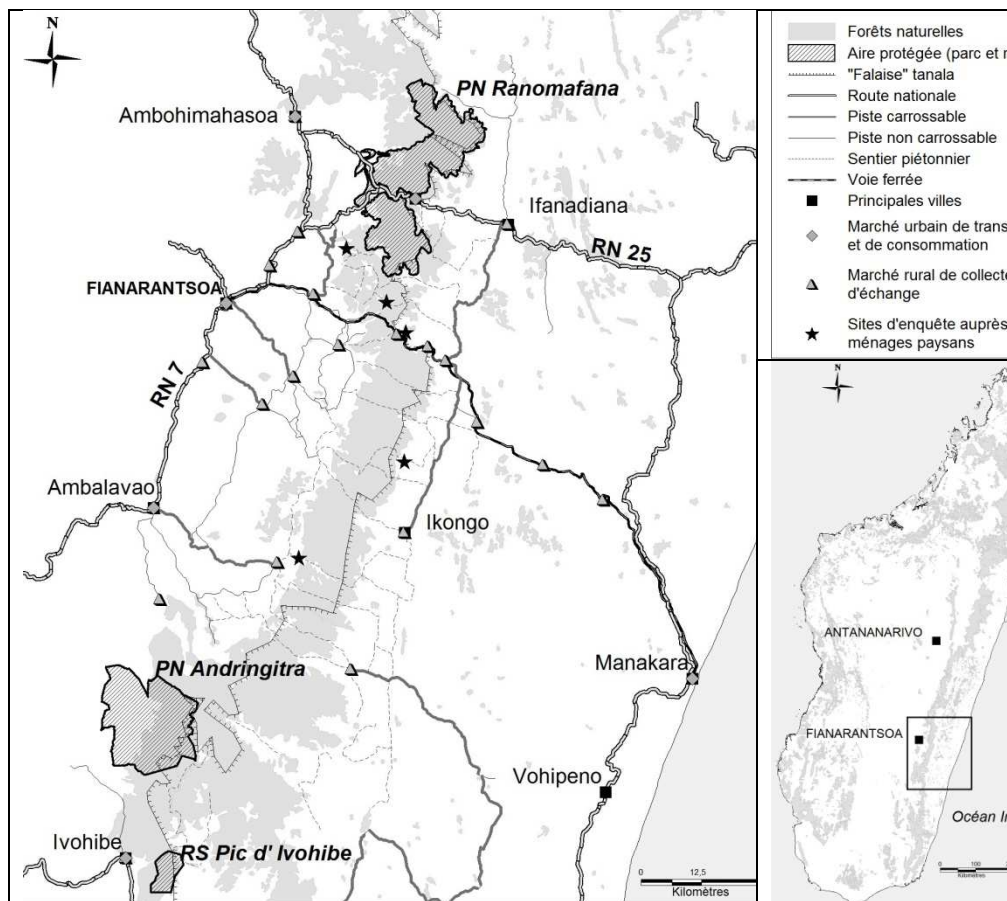 N
PN Ranomafana
Ambohimahasoa
Ifanadiana
RN 25
FIANARANTSOA
RN 7
Ambalavao
Ikongo
PN Andringitra
Manakara
Vohipeno
Ivohibe
RS Pic d' Ivohibe
0 12,5
Kilomètres
Forêts naturelles
Aire protégée (parc et
"Falaise" tanala
Route nationale
Piste carrossable
Piste non carrossable
Sentier piétonnier
Voie ferrée
Principales villes
Marché urbain de trans
et de consommation
Marché rural de collecte
d'échange
Sites d'enquête auprès
ménages paysans
N
ANTANANARIVO
FIANARANTSOA
Océan In
0 100
Kilomètres